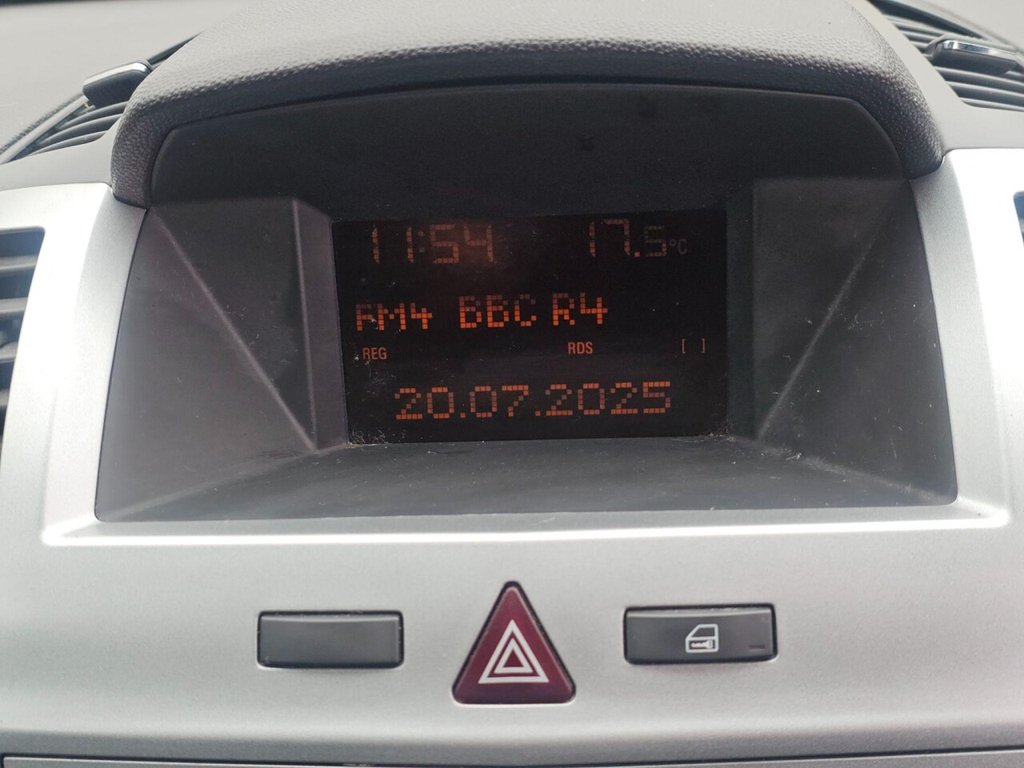 11:54 17.5°C
FM4 BBC R4
REG RDS [ ]
20.07.2025